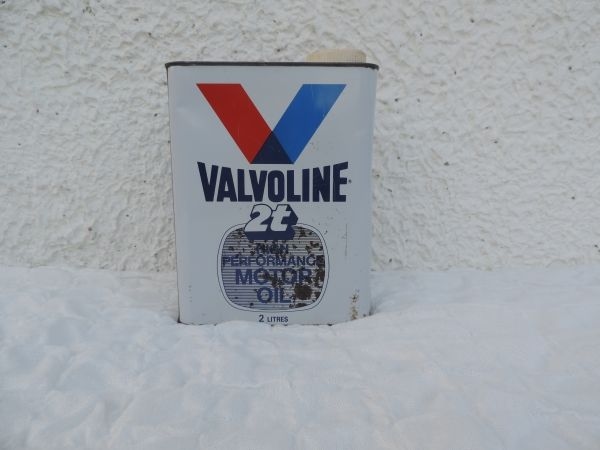 VALVOLINE®
2t
HIGH
PERFORMANCE
MOTOR
OIL
2 LITRES